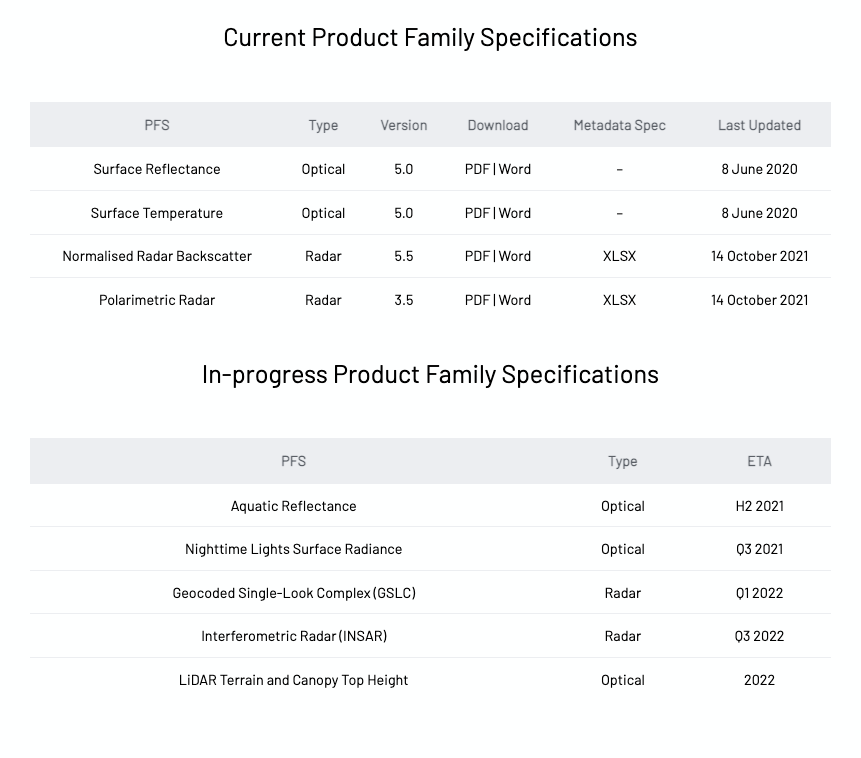 Current Product Family Specifications
PFS Type Version Download Metadata Spec Last Updated
Surface Reflectance Optical 5.0 PDF | Word – 8 June 2020
Surface Temperature Optical 5.0 PDF | Word – 8 June 2020
Normalised Radar Backscatter Radar 5.5 PDF | Word XLSX 14 October 2021
Polarimetric Radar Radar 3.5 PDF | Word XLSX 14 October 2021
In-progress Product Family Specifications
PFS Type ETA
Aquatic Reflectance Optical H2 2021
Nighttime Lights Surface Radiance Optical Q3 2021
Geocoded Single-Look Complex (GSLC) Radar Q1 2022
Interferometric Radar (INSAR) Radar Q3 2022
LiDAR Terrain and Canopy Top Height Optical 2022